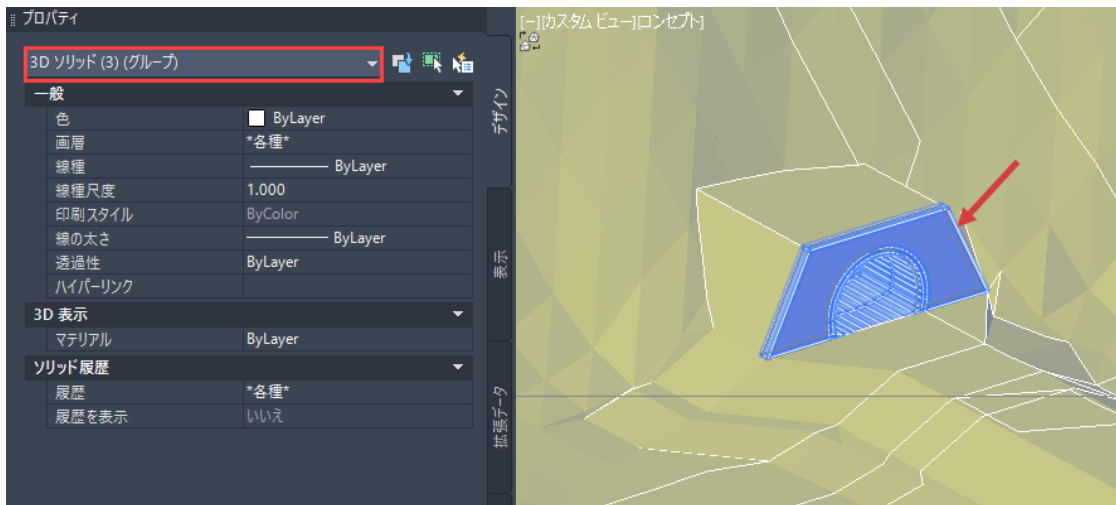 プロパティ
3D ソリッド (3) (グループ)
一般
色 ByLayer
画層 *各種*
線種 ByLayer
線種尺度 1.000
印刷スタイル ByColor
線の太さ ByLayer
透過性 ByLayer
ハイパーリンク
3D 表示
マテリアル ByLayer
ソリッド履歴
履歴 *各種*
履歴を表示 いいえ
デザイン
表示
拡張データ
[-][カスタム ビュー][コンセプト]